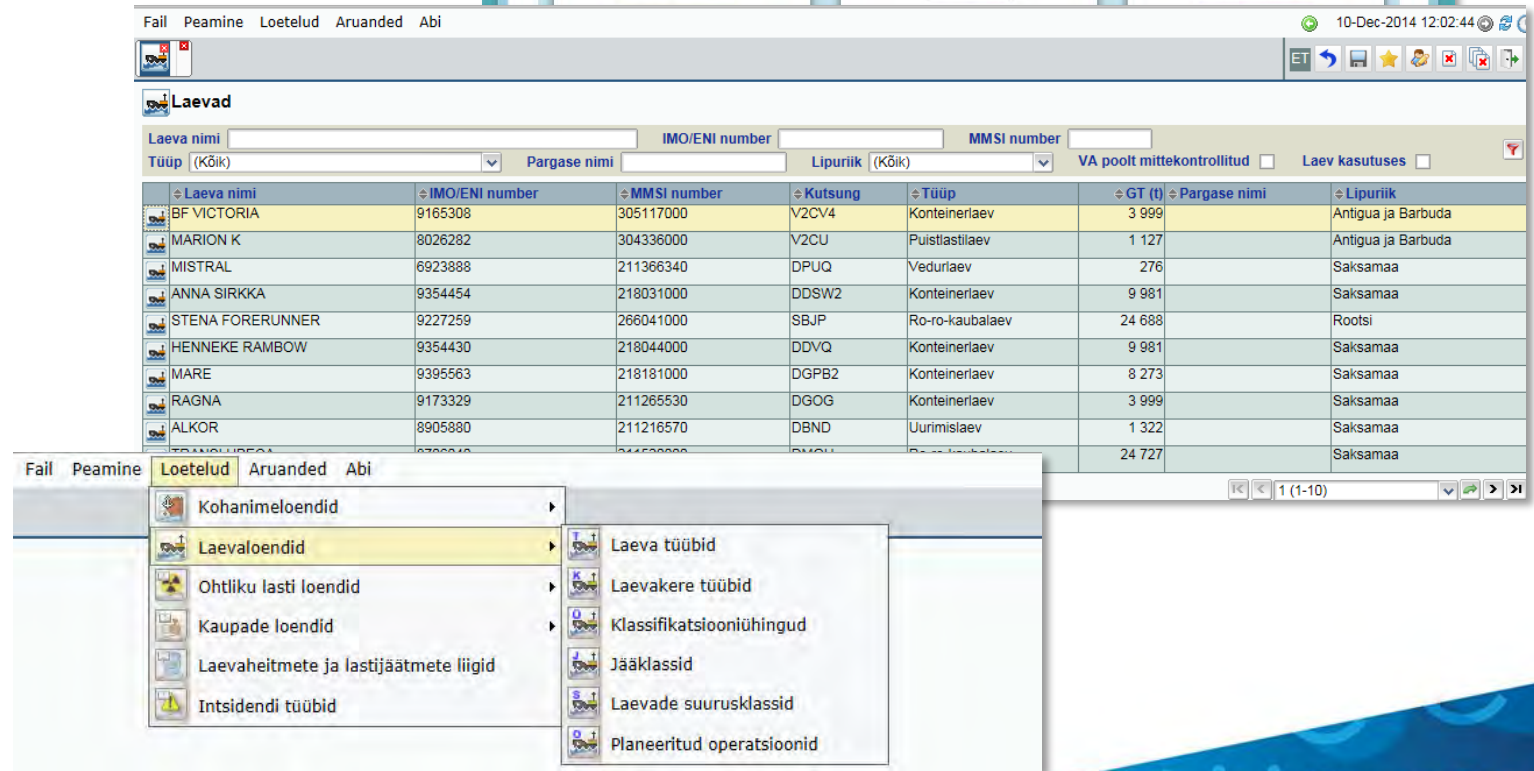 Fail Peamine Loetelud Aruanded Abi 10-Dec-2014 12:02:44
ET
Laevad
Laeva nimi IMO/ENI number MMSI number
Tüüp (Kõik) Pargase nimi Lipuriik (Kõik) VA poolt mittekontrollitud Laev kasutuses
Laeva nimi IMO/ENI number MMSI number Kutsung Tüüp GT (t) Pargase nimi Lipuriik
BF VICTORIA 9165308 305117000 V2CV4 Konteinerlaev 3 999 Antigua ja Barbuda
MARION K 8026282 304336000 V2CU Puistlastilaev 1 127 Antigua ja Barbuda
MISTRAL 6923888 211366340 DPUQ Vedurlaev 276 Saksamaa
ANNA SIRKKA 9354454 218031000 DDSW2 Konteinerlaev 9 981 Saksamaa
STENA FORERUNNER 9227259 266041000 SBJP Ro-ro-kaubalaev 24 688 Rootsi
HENNEKE RAMBOW 9354430 218044000 DDVQ Konteinerlaev 9 981 Saksamaa
MARE 9395563 218181000 DGPB2 Konteinerlaev 8 273 Saksamaa
RAGNA 9173329 211265530 DGOG Konteinerlaev 3 999 Saksamaa
ALKOR 8905880 211216570 DBND Uurimislaev 1 322 Saksamaa
24 727 Saksamaa
1 (1-10)
Fail Peamine Loetelud Aruanded Abi
Kohanimeloendid
Laevaloendid
Ohtliku lasti loendid
Kaupade loendid
Laevaheitmete ja lastijäätmete liigid
Intsidendi tüübid
Laeva tüübid
Laevakere tüübid
Klassifikatsiooniühingud
Jääklassid
Laevade suurusklassid
Planeeritud operatsioonid